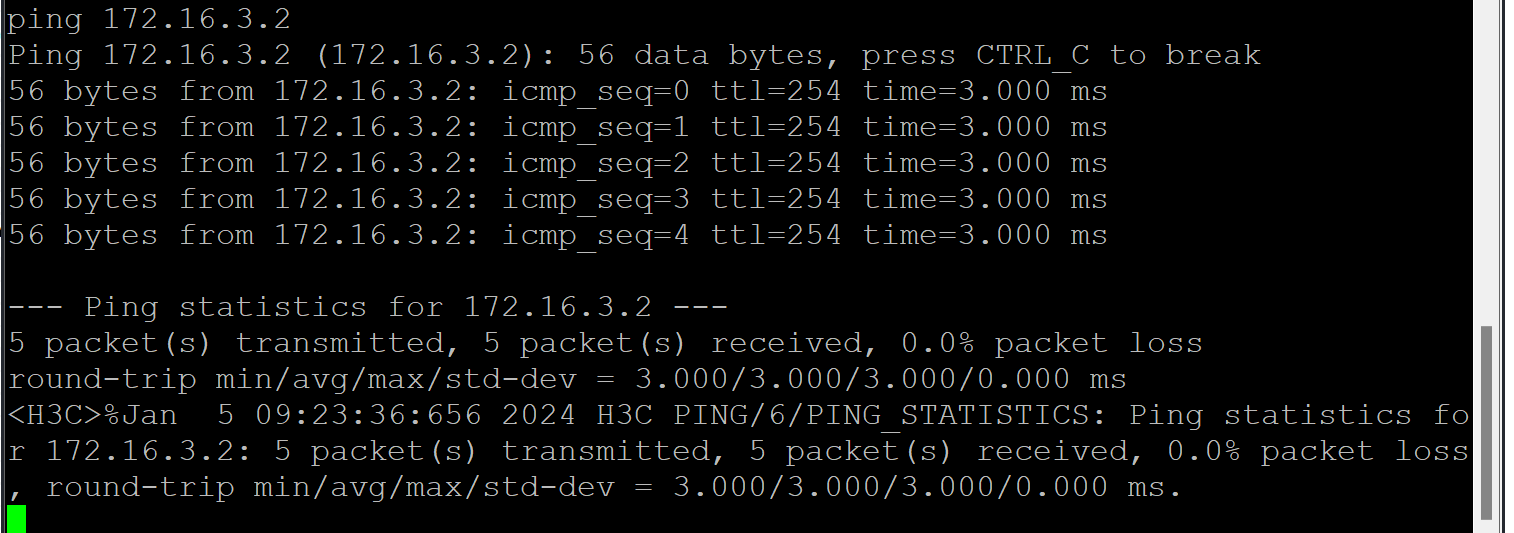 ping 172.16.3.2
Ping 172.16.3.2 (172.16.3.2): 56 data bytes, press CTRL_C to break
56 bytes from 172.16.3.2: icmp_seq=0 ttl=254 time=3.000 ms
56 bytes from 172.16.3.2: icmp_seq=1 ttl=254 time=3.000 ms
56 bytes from 172.16.3.2: icmp_seq=2 ttl=254 time=3.000 ms
56 bytes from 172.16.3.2: icmp_seq=3 ttl=254 time=3.000 ms
56 bytes from 172.16.3.2: icmp_seq=4 ttl=254 time=3.000 ms

--- Ping statistics for 172.16.3.2 ---
5 packet(s) transmitted, 5 packet(s) received, 0.0% packet loss
round-trip min/avg/max/std-dev = 3.000/3.000/3.000/0.000 ms
<H3C>%Jan  5 09:23:36:656 2024 H3C PING/6/PING_STATISTICS: Ping statistics fo
r 172.16.3.2: 5 packet(s) transmitted, 5 packet(s) received, 0.0% packet loss
, round-trip min/avg/max/std-dev = 3.000/3.000/3.000/0.000 ms.